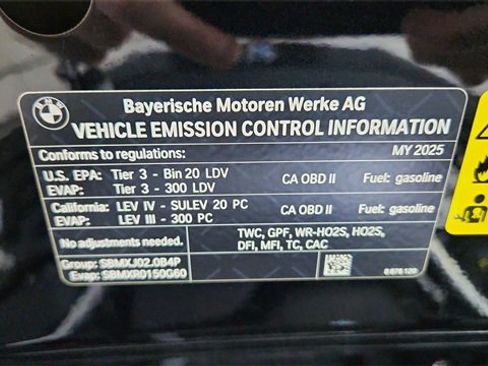 BMW
Bayerische Motoren Werke AG
VEHICLE EMISSION CONTROL INFORMATION
Conforms to regulations: MY 2025
U.S. EPA: Tier 3 - Bin 20 LDV CA OBD II Fuel: gasoline
EVAP: Tier 3 - 300 LDV
California: LEV IV - SULEV 20 PC CA OBD II Fuel: gasoline
EVAP: LEV III - 300 PC
No adjustments needed. TWC, GPF, WR-HO2S, HO2S,
DFI, MFI, TC, CAC
Group: SBMXJ02.0B4P
Evap: SBMXR0150G60